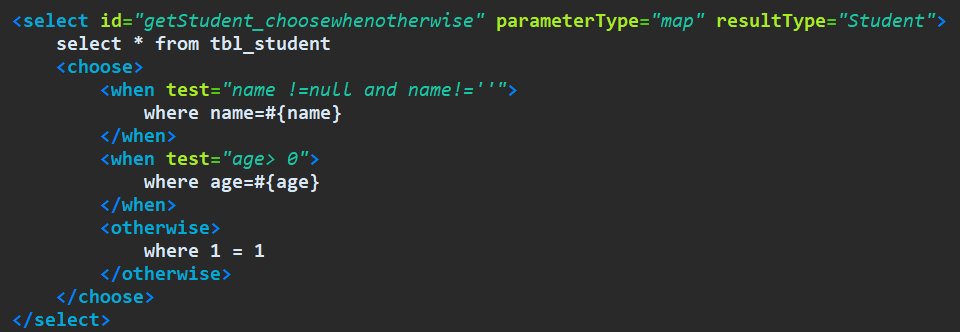 <select id="getStudent_choosewhenotherwise" parameterType="map" resultType="Student">
    select * from tbl_student
    <choose>
        <when test="name !=null and name!=''">
            where name=#{name}
        </when>
        <when test="age> 0">
            where age=#{age}
        </when>
        <otherwise>
            where 1 = 1
        </otherwise>
    </choose>
</select>